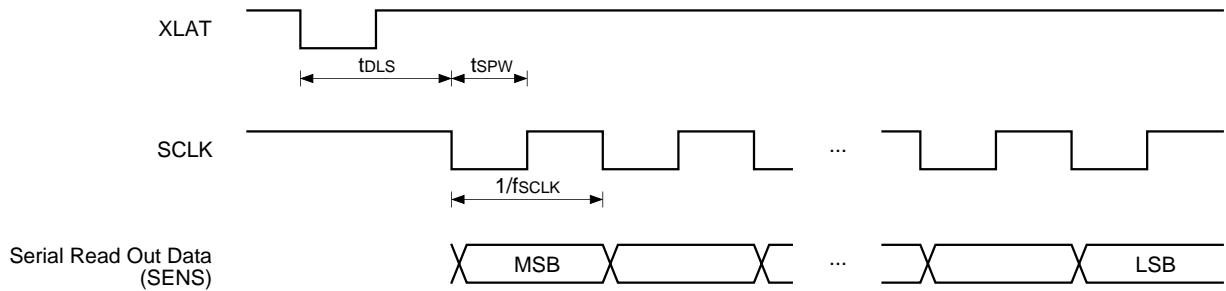 XLAT
tDLS
tSPW
SCLK
...
1/fSCLK
Serial Read Out Data
(SENS)
MSB
...
LSB